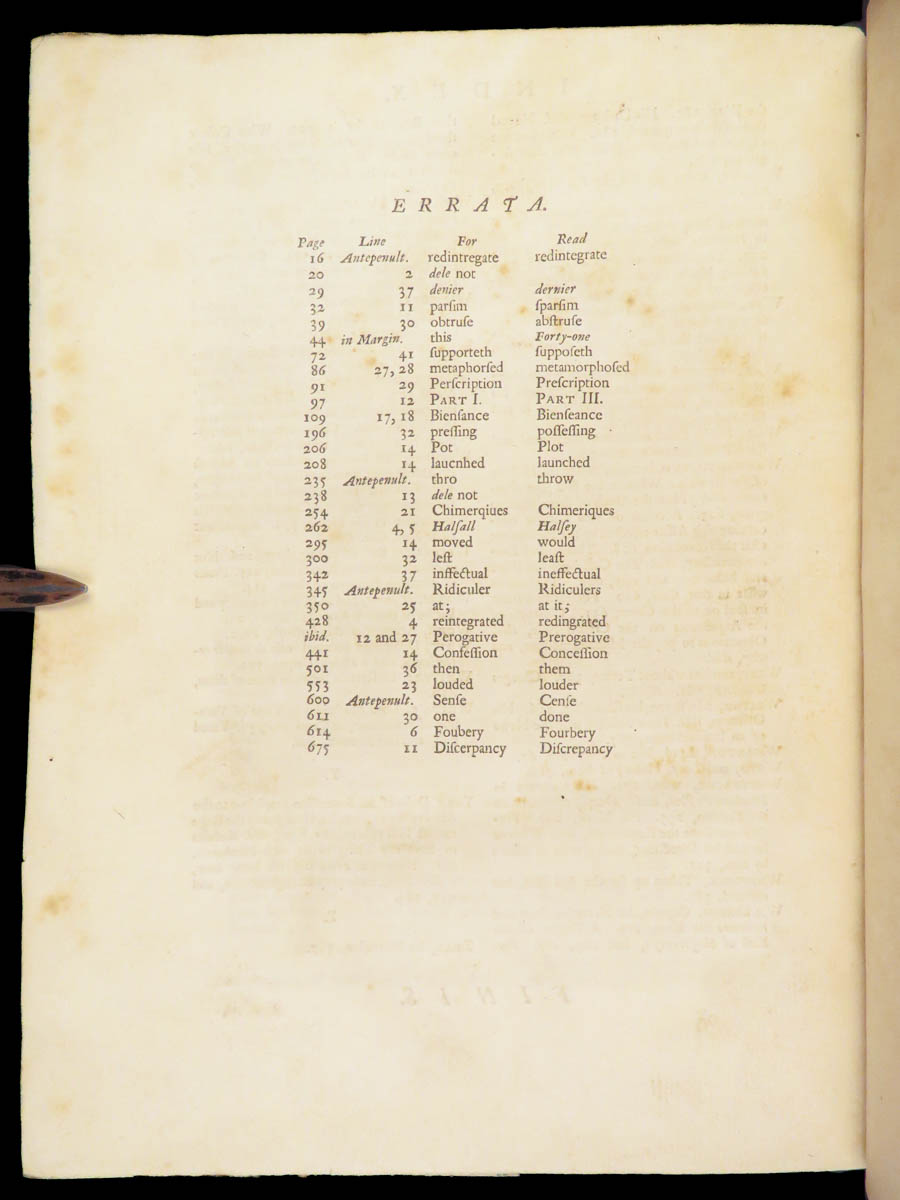 ERRATA.
Page Line For Read
16 Antepenult. redintregate redintegrate
20 2 dele not
29 37 denier dernier
32 11 parſim ſparſim
39 30 obtruſe abſtruſe
44 in Margin. this Forty-one
72 41 ſupporteth ſuppoſeth
86 27, 28 metaphorſed metamorphoſed
91 29 Perſcription Preſcription
97 12 PART I. PART III.
109 17, 18 Bienſance Bienſeance
196 32 preſſing poſſeſſing
206 14 Pot Plot
208 14 laucnhed launched
235 Antepenult. thro throw
238 13 dele not
254 21 Chimerqiues Chimeriques
262 4, 5 Halſall Halſey
295 14 moved would
300 32 leſt leaſt
342 37 inffectual ineffectual
345 Antepenult. Ridiculer Ridiculers
350 25 at; at it;
428 4 reintegrated redingrated
ibid. 12 and 27 Perogative Prerogative
441 14 Confeſſion Conceſſion
501 36 then them
553 23 louded louder
600 Antepenult. Senſe Cenſe
611 30 one done
614 6 Foubery Fourbery
675 11 Diſcerpancy Diſcrepancy